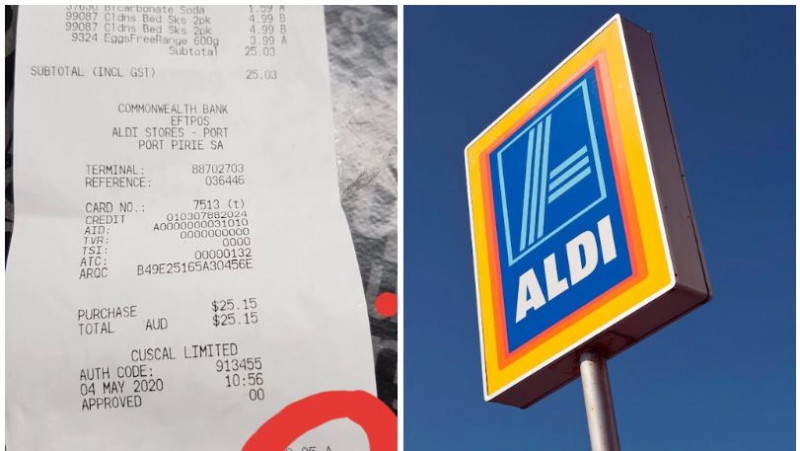 37630 Bicarbonate Soda 1.59 A
99087 Cldns Bed Sks 2pk 4.99 B
99087 Cldns Bed Sks 2pk 4.99 B
9324 EggsFreeRange 600g 3.99 A
Subtotal 25.03
SUBTOTAL (INCL GST) 25.03
COMMONWEALTH BANK
EFTPOS
ALDI STORES - PORT
PORT PIRIE SA
TERMINAL: 88702703
REFERENCE: 036446
CARD NO.: 7513 (t)
CREDIT 010307882024
AID: A0000000031010
TVR: 0000000000
TSI: 0000
ATC: 00000132
ARQC B49E25165A30456E
PURCHASE $25.15
TOTAL AUD $25.15
CUSCAL LIMITED
AUTH CODE: 913455
04 MAY 2020 10:56
APPROVED 00
ALDI